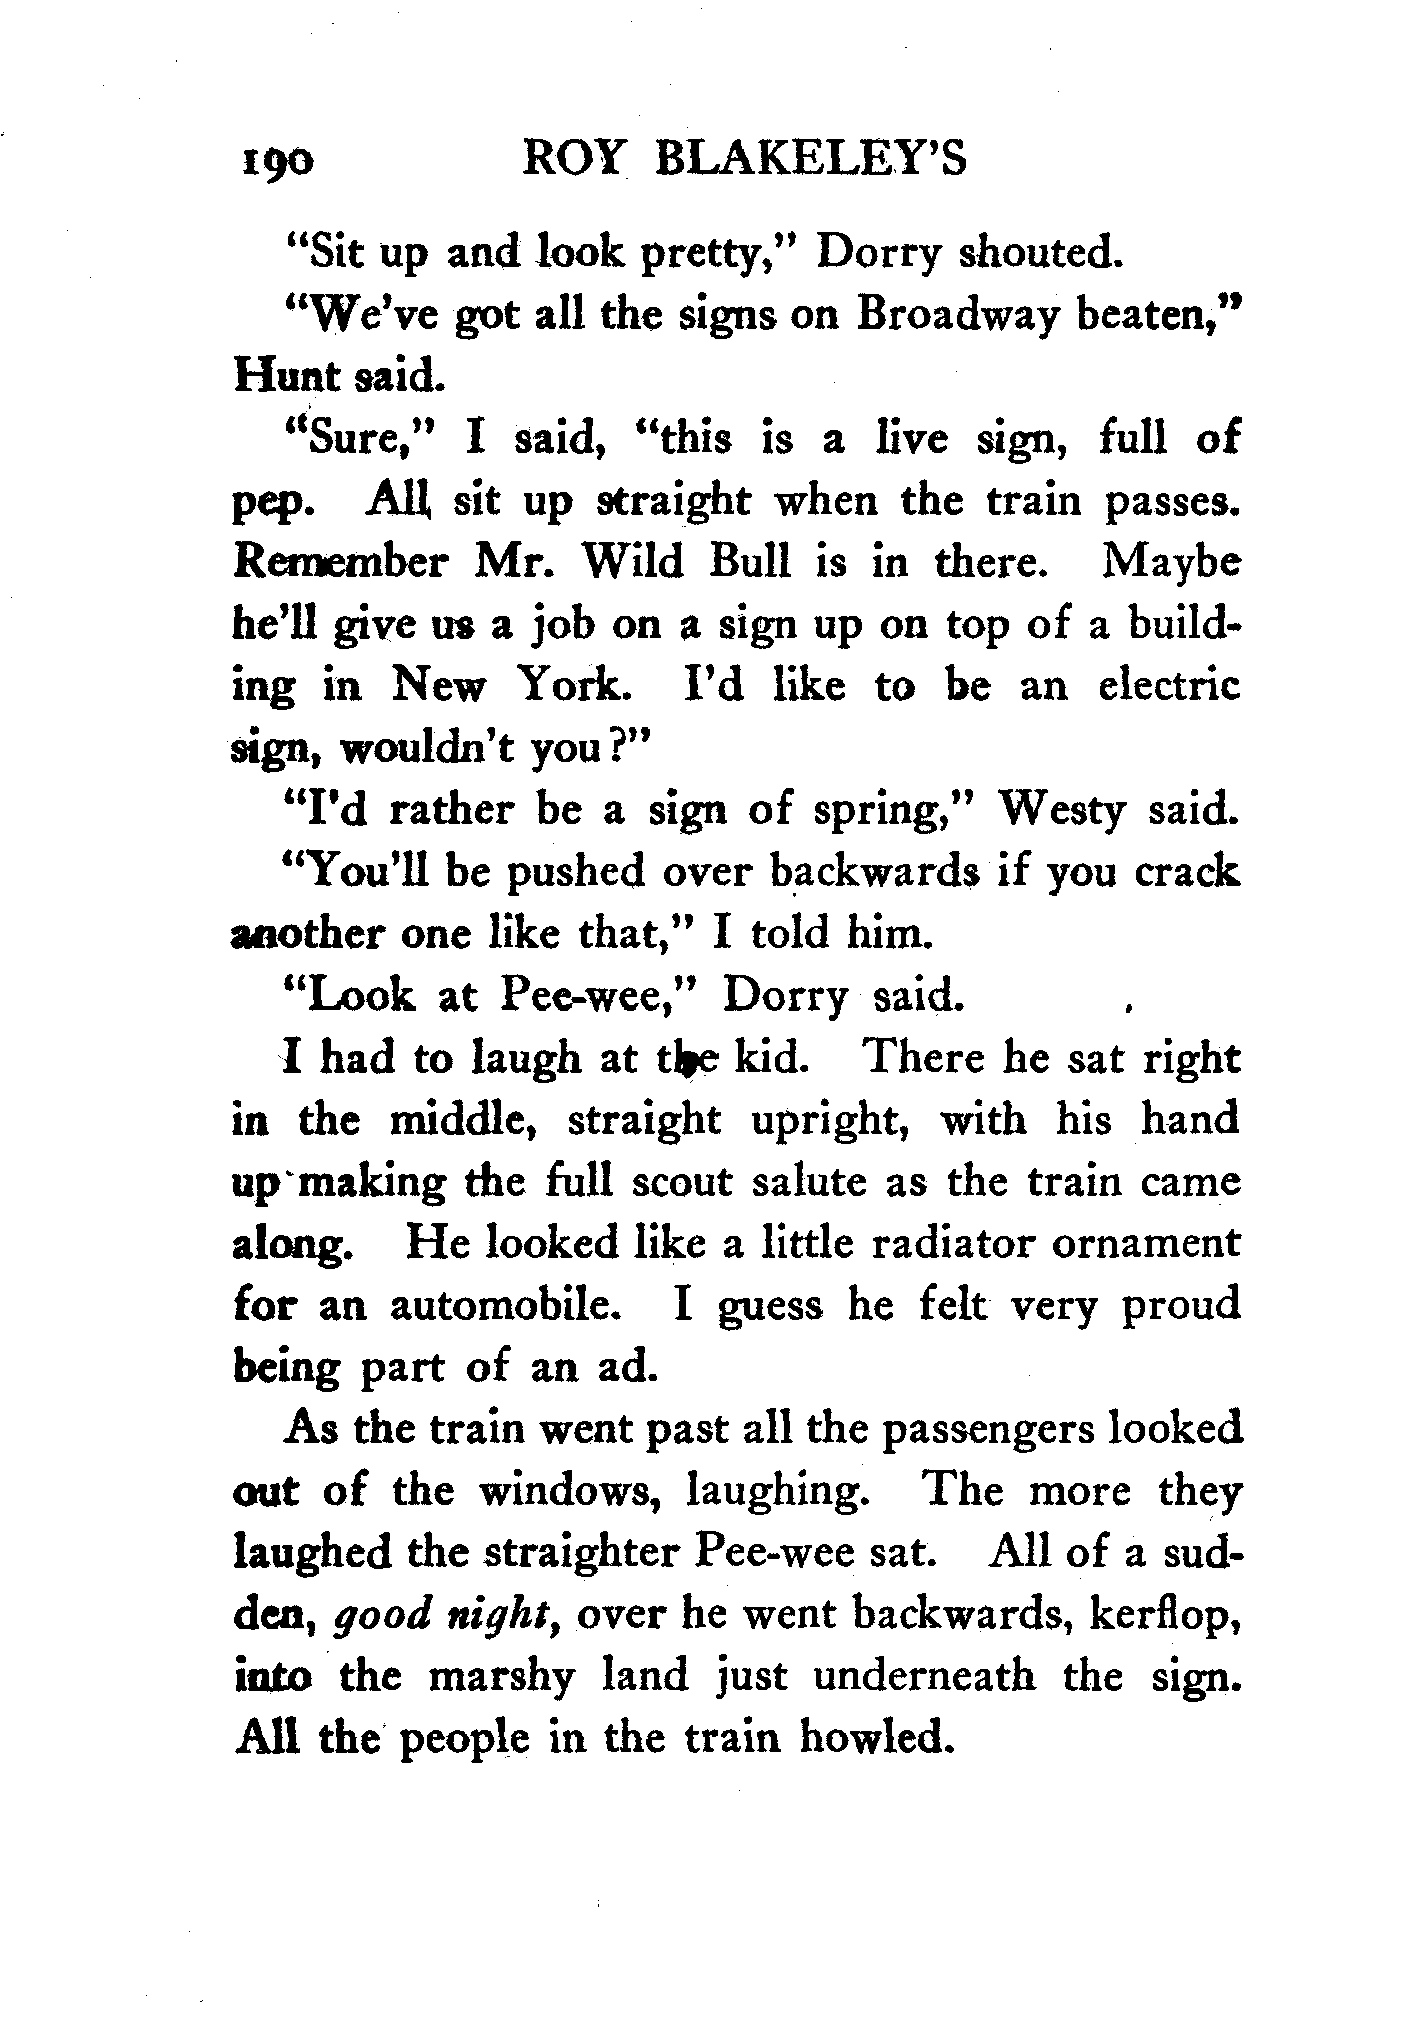 190 ROY BLAKELEY'S
"Sit up and look pretty," Dorry shouted.
"We've got all the signs on Broadway beaten,"
Hunt said.
"Sure," I said, "this is a live sign, full of
pep. All sit up straight when the train passes.
Remember Mr. Wild Bull is in there. Maybe
he'll give us a job on a sign up on top of a build-
ing in New York. I'd like to be an electric
sign, wouldn't you?"
"I'd rather be a sign of spring," Westy said.
"You'll be pushed over backwards if you crack
another one like that," I told him.
"Look at Pee-wee," Dorry said.
I had to laugh at the kid. There he sat right
in the middle, straight upright, with his hand
up making the full scout salute as the train came
along. He looked like a little radiator ornament
for an automobile. I guess he felt very proud
being part of an ad.
As the train went past all the passengers looked
out of the windows, laughing. The more they
laughed the straighter Pee-wee sat. All of a sud-
den, good night, over he went backwards, kerflop,
into the marshy land just underneath the sign.
All the people in the train howled.